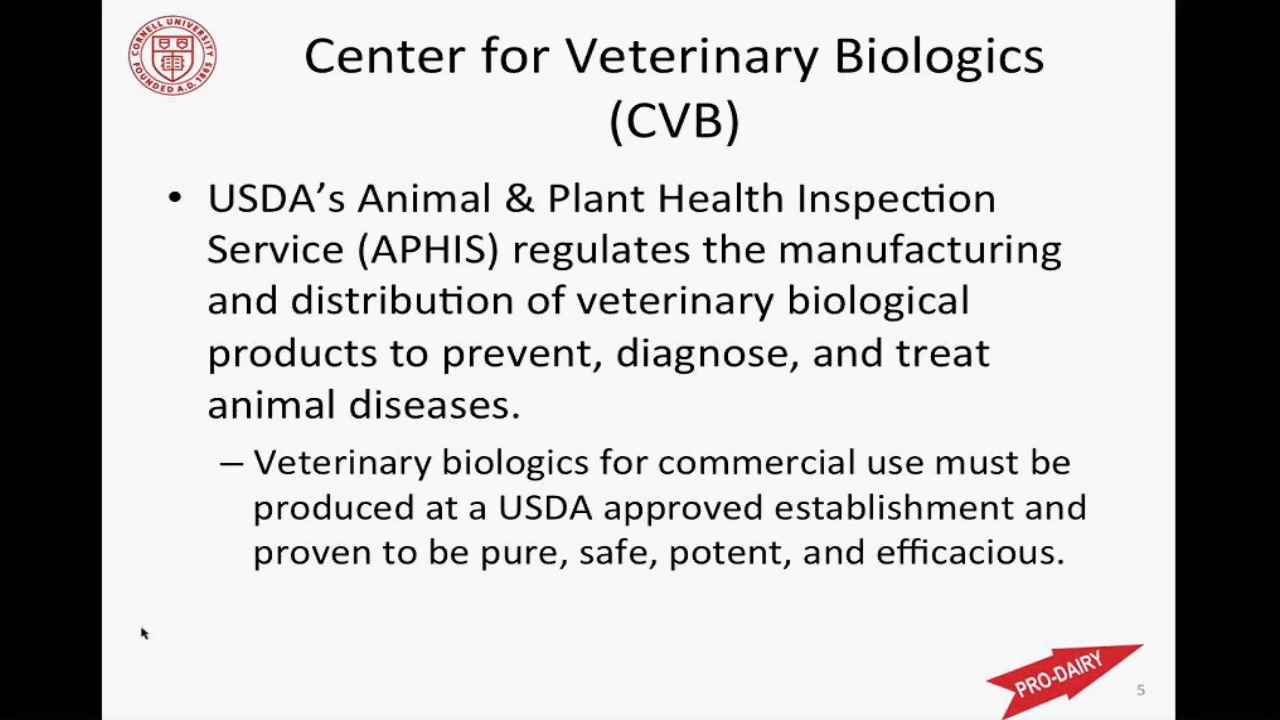 CORNELL UNIVERSITY
FOUNDED A.D. 1865
Center for Veterinary Biologics
(CVB)
• USDA’s Animal & Plant Health Inspection
Service (APHIS) regulates the manufacturing
and distribution of veterinary biological
products to prevent, diagnose, and treat
animal diseases.
– Veterinary biologics for commercial use must be
produced at a USDA approved establishment and
proven to be pure, safe, potent, and efficacious.
PRO-DAIRY
5